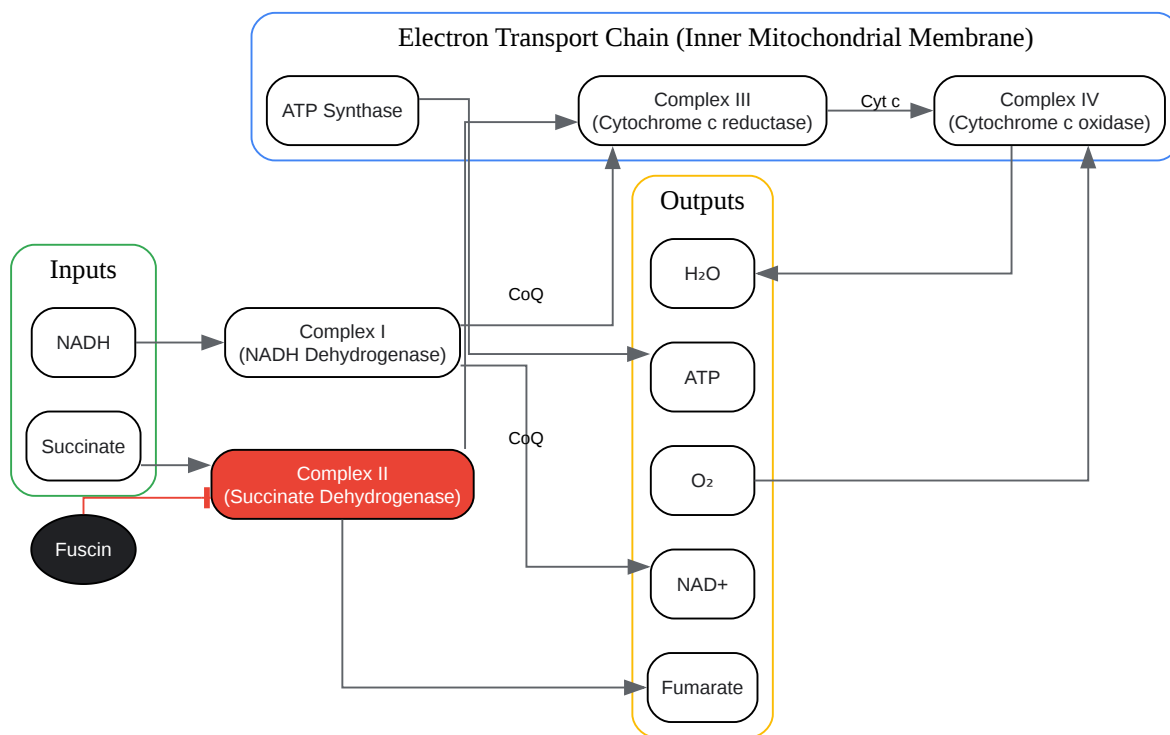 Electron Transport Chain (Inner Mitochondrial Membrane)
ATP Synthase
Complex III
(Cytochrome c reductase)
Cyt c
Complex IV
(Cytochrome c oxidase)
Inputs
NADH
Succinate
Fuscin
Complex I
(NADH Dehydrogenase)
CoQ
Complex II
(Succinate Dehydrogenase)
CoQ
Outputs
H₂O
ATP
O₂
NAD+
Fumarate